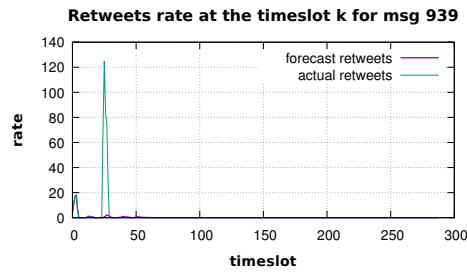 Retweets rate at the timeslot k for msg 939
140
120
100
80
60
40
20
0
rate
forecast retweets
actual retweets
0 50 100 150 200 250 300
timeslot